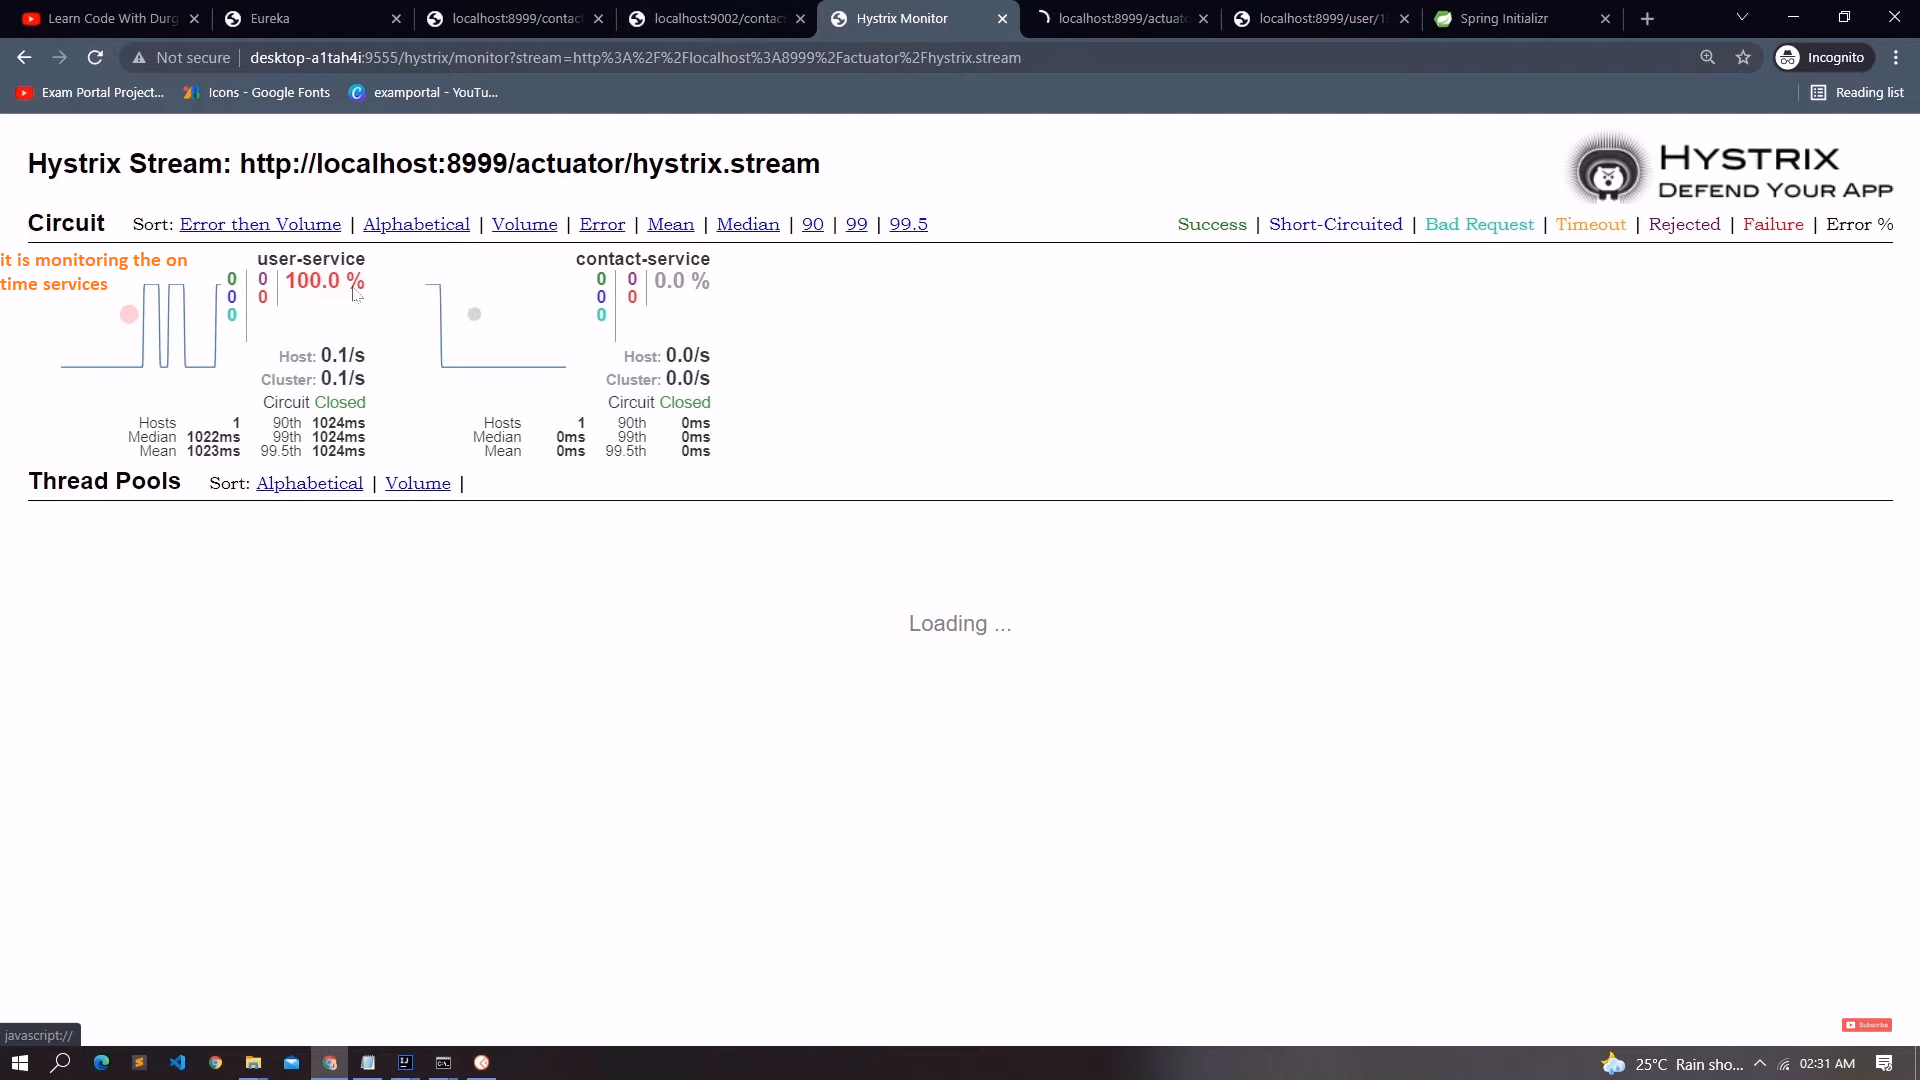 Learn Code With Durg
Eureka
localhost:8999/contac
localhost:9002/contac
Hystrix Monitor
localhost:8999/actuato
localhost:8999/user/13
Spring Initializr
Not secure
desktop-a1tah4i:9555/hystrix/monitor?stream=http%3A%2F%2Flocalhost%3A8999%2Factuator%2Fhystrix.stream
Incognito
Exam Portal Project...
Icons - Google Fonts
examportal - YouTu...
Reading list
Hystrix Stream: http://localhost:8999/actuator/hystrix.stream
HYSTRIX
DEFEND YOUR APP
Circuit Sort: Error then Volume | Alphabetical | Volume | Error | Mean | Median | 90 | 99 | 99.5
Success | Short-Circuited | Bad Request | Timeout | Rejected | Failure | Error %
it is monitoring the on
time services
user-service
0 0 100.0 %
0 0
0
Host: 0.1/s
Cluster: 0.1/s
Circuit Closed
Hosts 1 90th 1024ms
Median 1022ms 99th 1024ms
Mean 1023ms 99.5th 1024ms
contact-service
0 0 0.0 %
0 0
0
Host: 0.0/s
Cluster: 0.0/s
Circuit Closed
Hosts 1 90th 0ms
Median 0ms 99th 0ms
Mean 0ms 99.5th 0ms
Thread Pools Sort: Alphabetical | Volume |
Loading ...
Subscribe
javascript://
25°C Rain sho...
02:31 AM